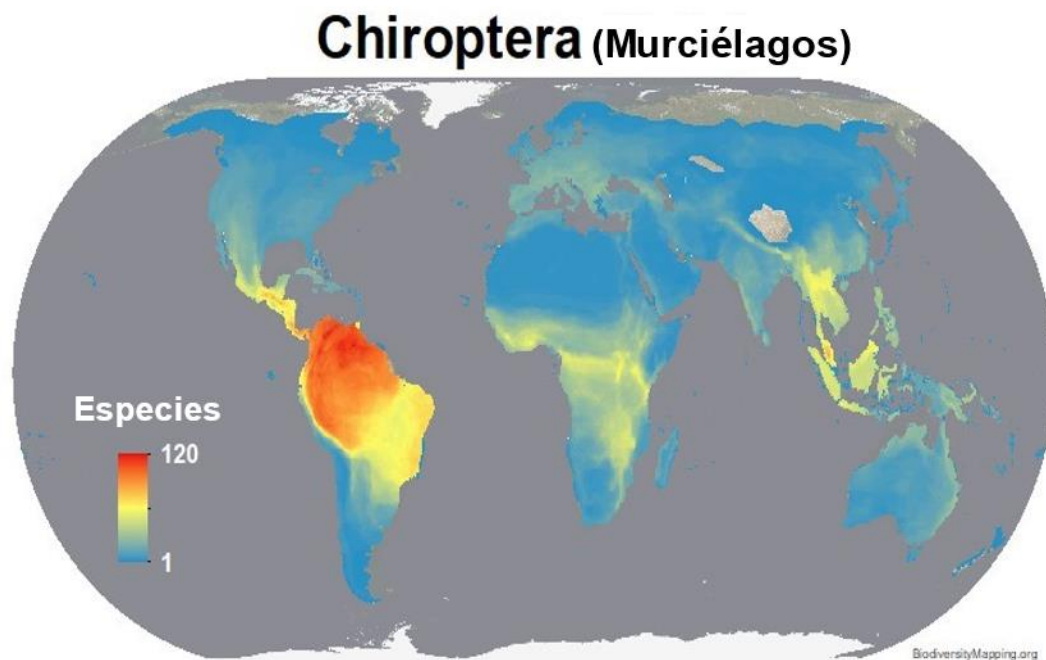 Chiroptera (Murciélagos)
Especies
120
1
BiodiversityMapping.org